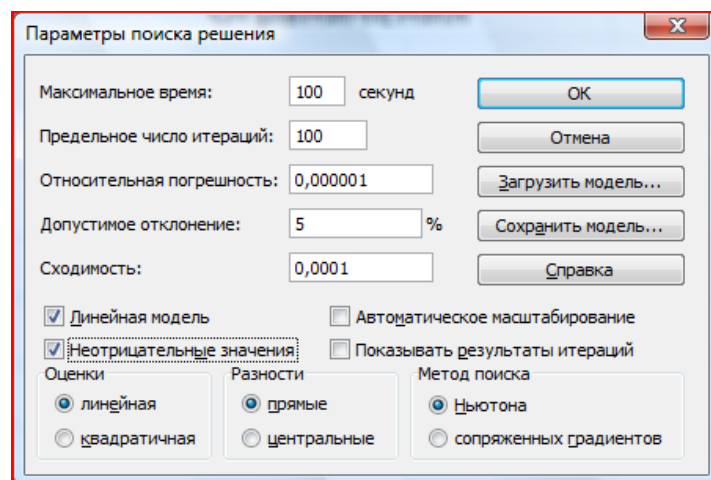 Параметры поиска решения
Максимальное время: 100 секунд OK
Предельное число итераций: 100 Отмена
Относительная погрешность: 0,000001 Загрузить модель...
Допустимое отклонение: 5 % Сохранить модель...
Сходимость: 0,0001 Справка
Линейная модель Автоматическое масштабирование
Неотрицательные значения Показывать результаты итераций
Оценки Разности Метод поиска
линейная прямые Ньютона
квадратичная центральные сопряженных градиентов